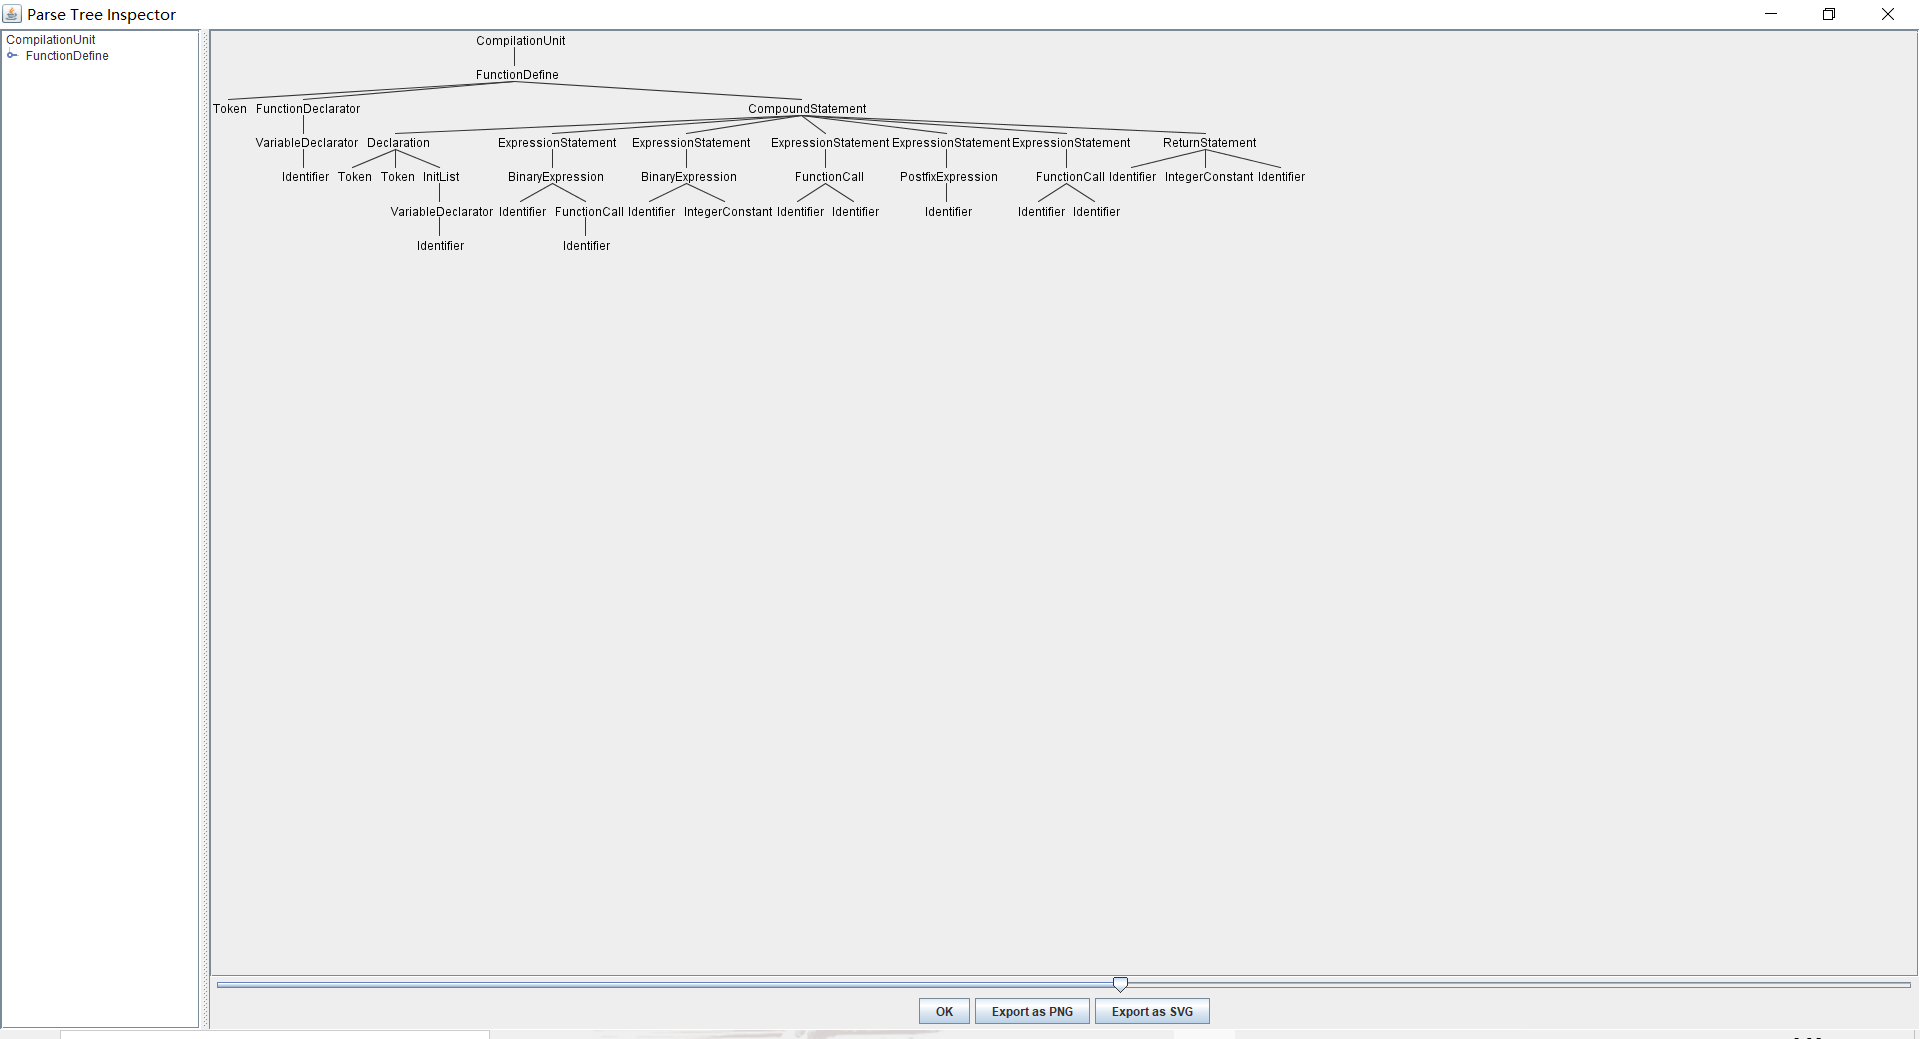 Parse Tree Inspector
CompilationUnit
FunctionDefine
CompilationUnit
FunctionDefine
Token FunctionDeclarator CompoundStatement
VariableDeclarator Declaration ExpressionStatement ExpressionStatement ExpressionStatement ExpressionStatement ExpressionStatement ReturnStatement
Identifier Token Token InitList BinaryExpression BinaryExpression FunctionCall PostfixExpression FunctionCall Identifier IntegerConstant Identifier
VariableDeclarator Identifier FunctionCall Identifier IntegerConstant Identifier Identifier Identifier Identifier Identifier
Identifier Identifier
OK Export as PNG Export as SVG